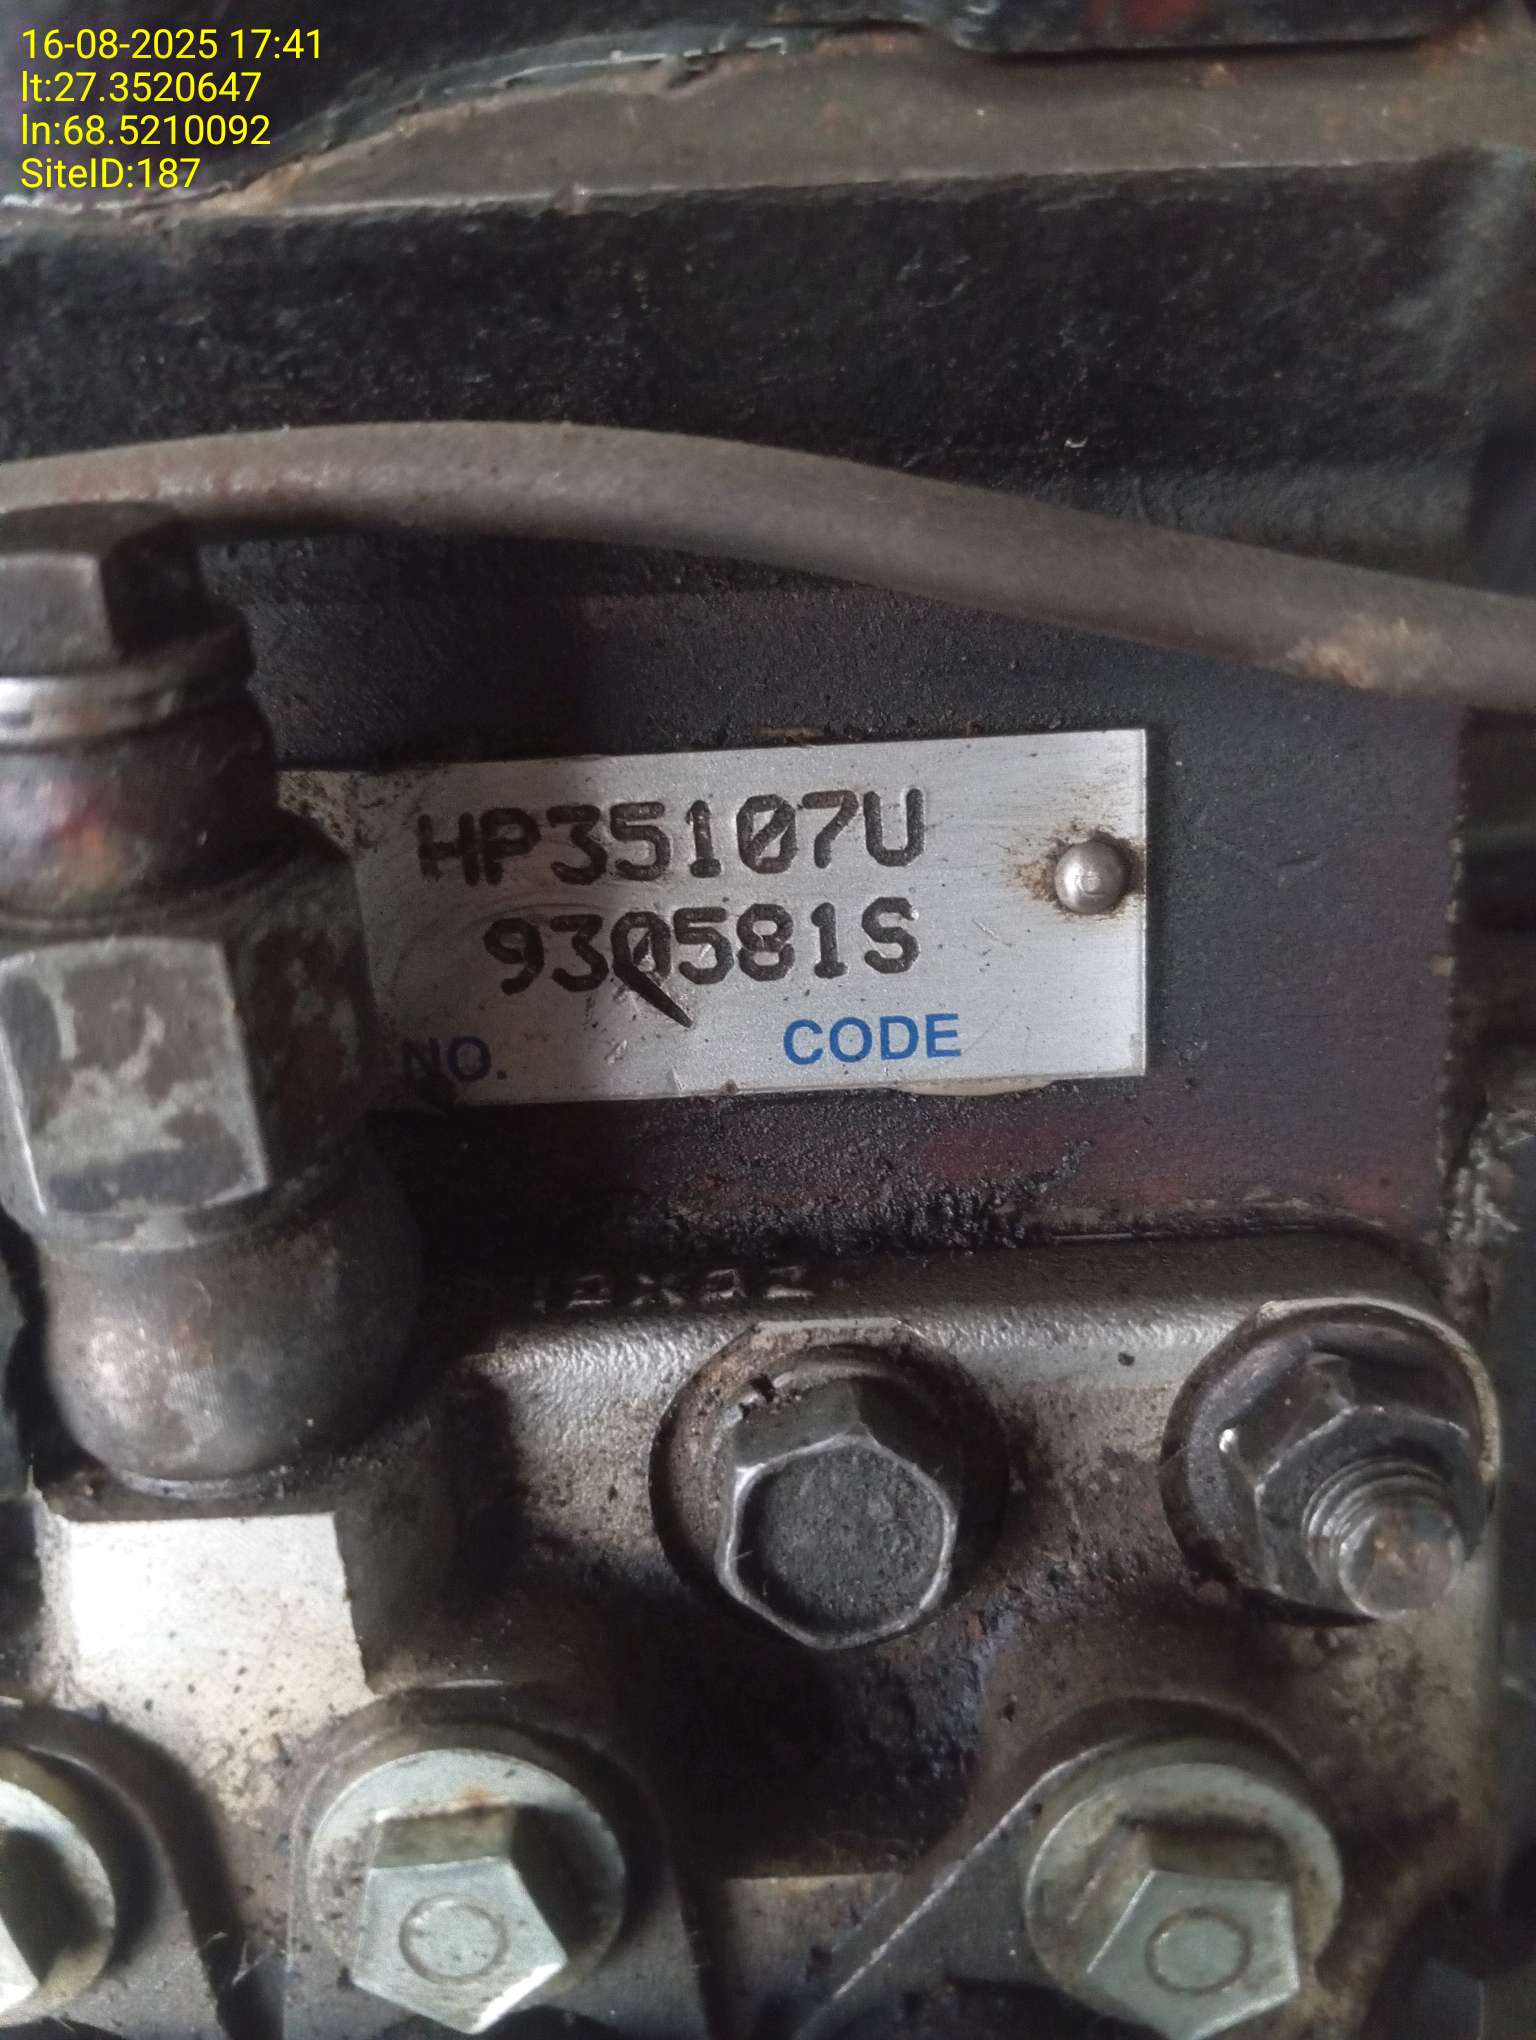 16-08-2025 17:41
lt:27.3520647
ln:68.5210092
SiteID:187
HP35107U
930581S
NO. CODE